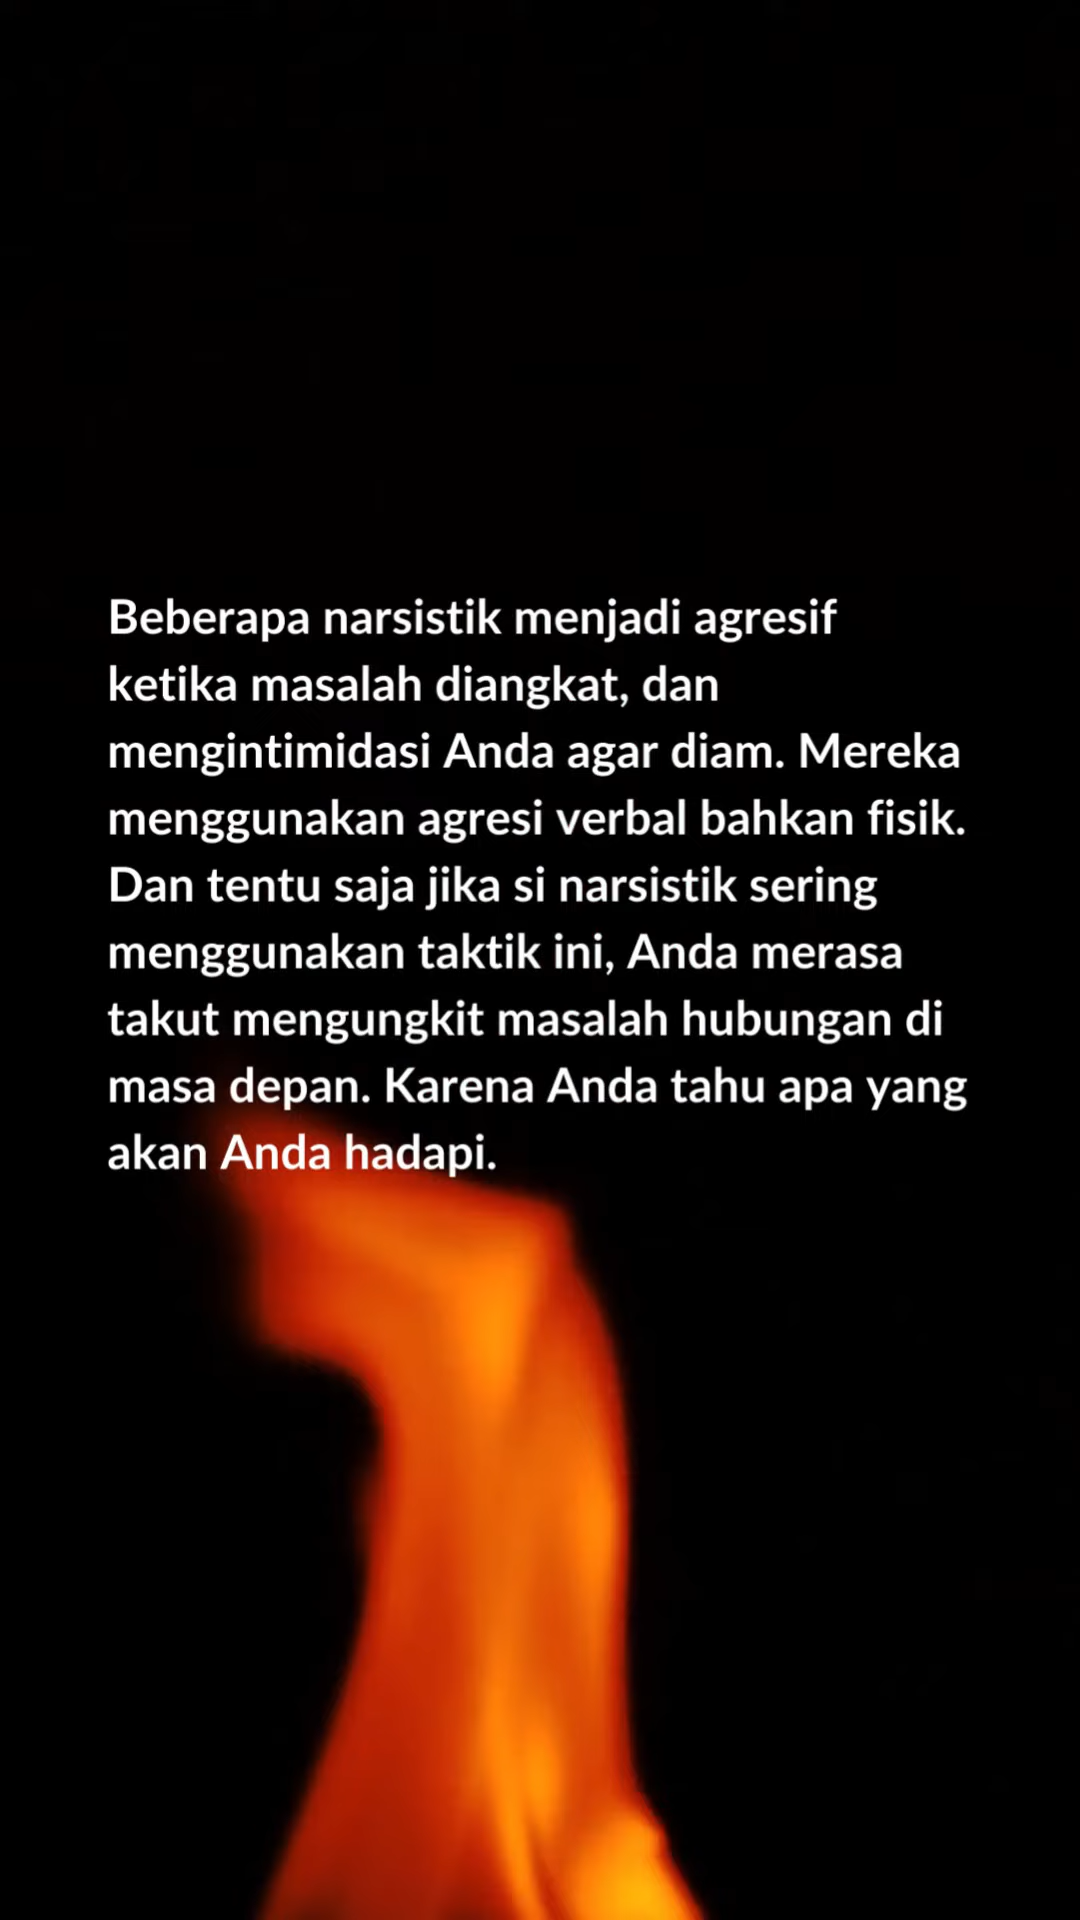 Beberapa narsistik menjadi agresif
ketika masalah diangkat, dan
mengintimidasi Anda agar diam. Mereka
menggunakan agresi verbal bahkan fisik.
Dan tentu saja jika si narsistik sering
menggunakan taktik ini, Anda merasa
takut mengungkit masalah hubungan di
masa depan. Karena Anda tahu apa yang
akan Anda hadapi.